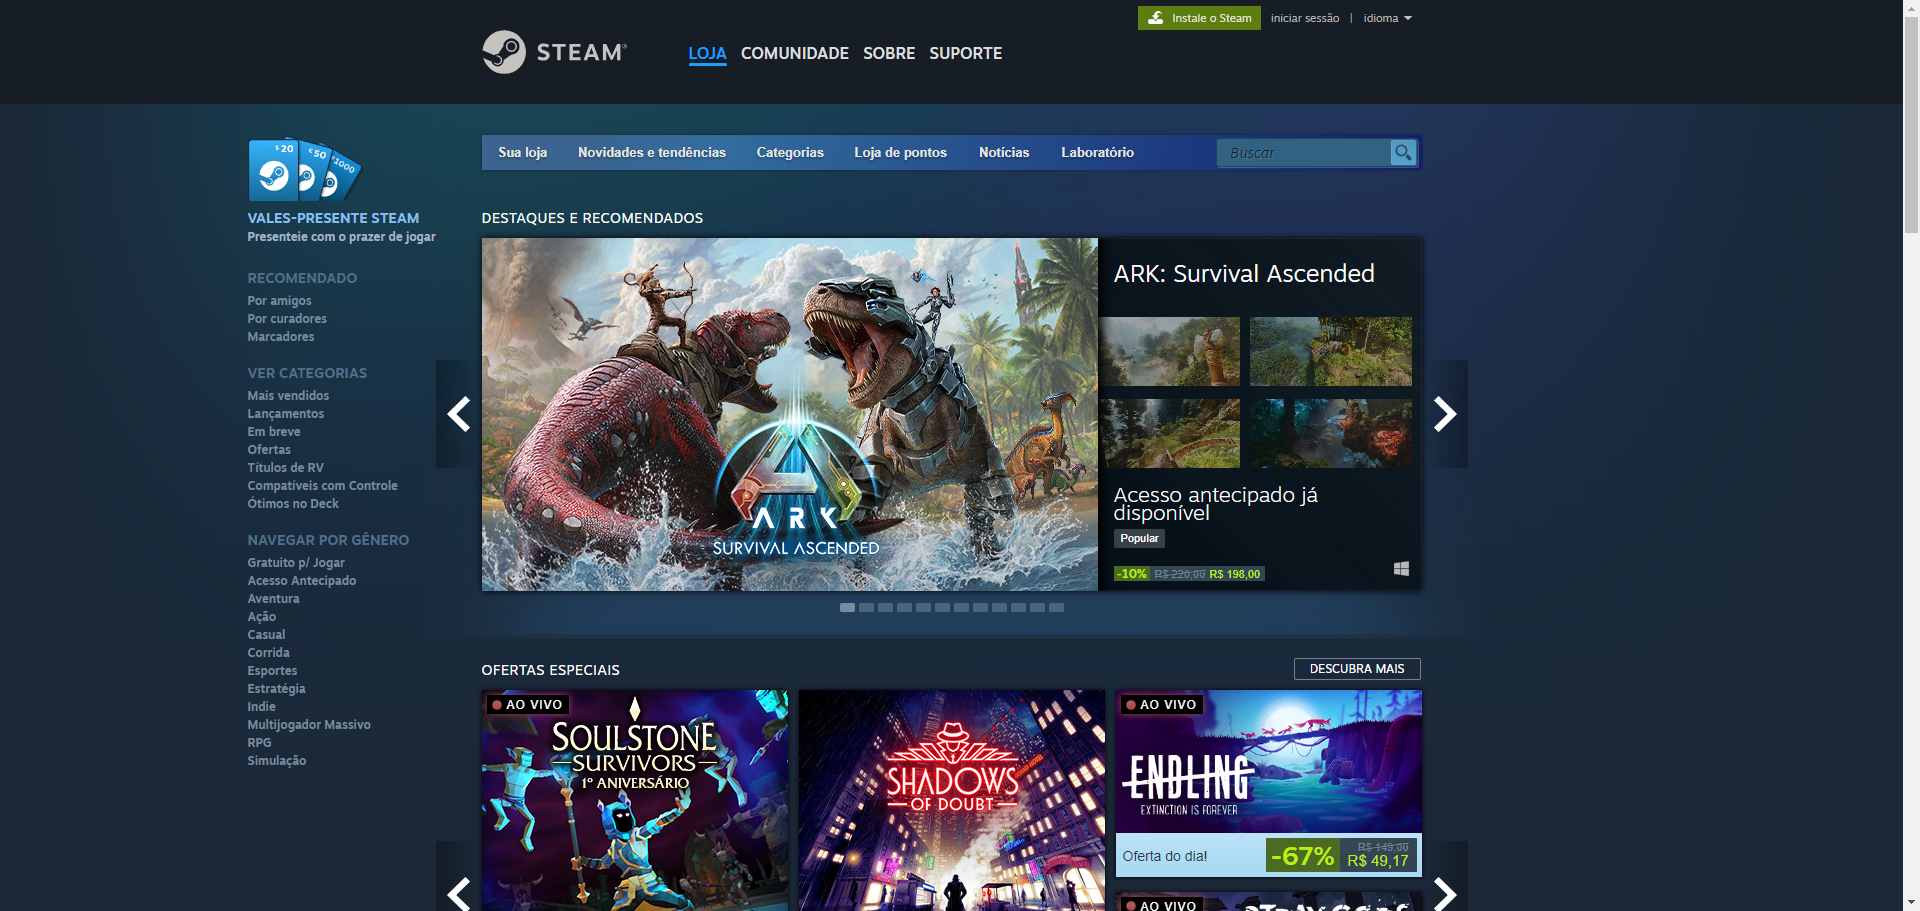 Instale o Steam
iniciar sessão | idioma
STEAM
LOJA COMUNIDADE SOBRE SUPORTE
$20 €50 ¥1000
VALES-PRESENTE STEAM
Presenteie com o prazer de jogar
RECOMENDADO
Por amigos
Por curadores
Marcadores
VER CATEGORIAS
Mais vendidos
Lançamentos
Em breve
Ofertas
Títulos de RV
Compatíveis com Controle
Ótimos no Deck
NAVEGAR POR GÊNERO
Gratuito p/ Jogar
Acesso Antecipado
Aventura
Ação
Casual
Corrida
Esportes
Estratégia
Indie
Multijogador Massivo
RPG
Simulação
Sua loja Novidades e tendências Categorias Loja de pontos Notícias Laboratório Buscar
DESTAQUES E RECOMENDADOS
ARK
SURVIVAL ASCENDED
ARK: Survival Ascended
Acesso antecipado já
disponível
Popular
-10% R$ 220,00 R$ 198,00
OFERTAS ESPECIAIS
DESCUBRA MAIS
AO VIVO
SOULSTONE
SURVIVORS
1º ANIVERSÁRIO
SHADOWS
OF DOUBT
AO VIVO
ENDLING
EXTINCTION IS FOREVER
Oferta do dia!
-67%
R$ 149,00
R$ 49,17
AO VIVO